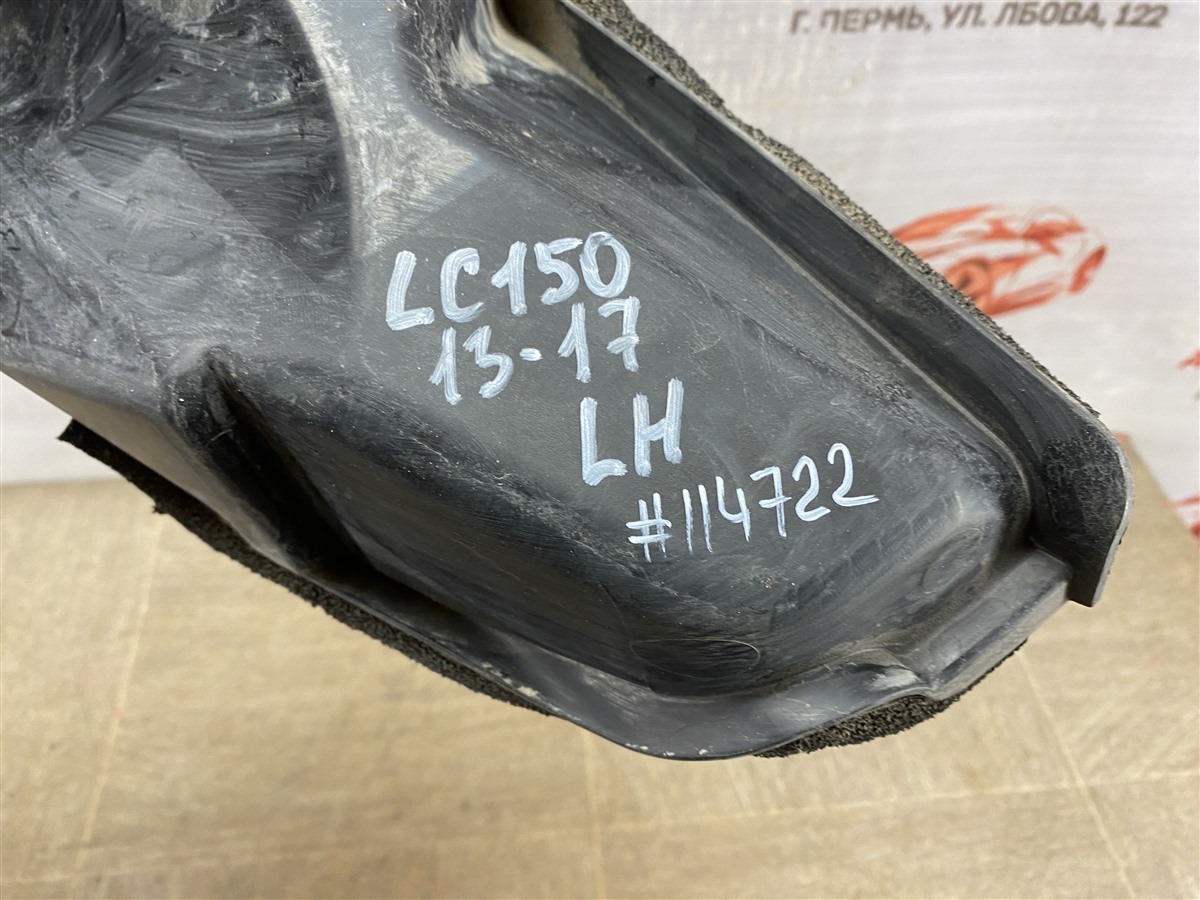 Г. ПЕРМЬ, УЛ. ЛБОВА, 122
LC150
13-17
LH
#114722